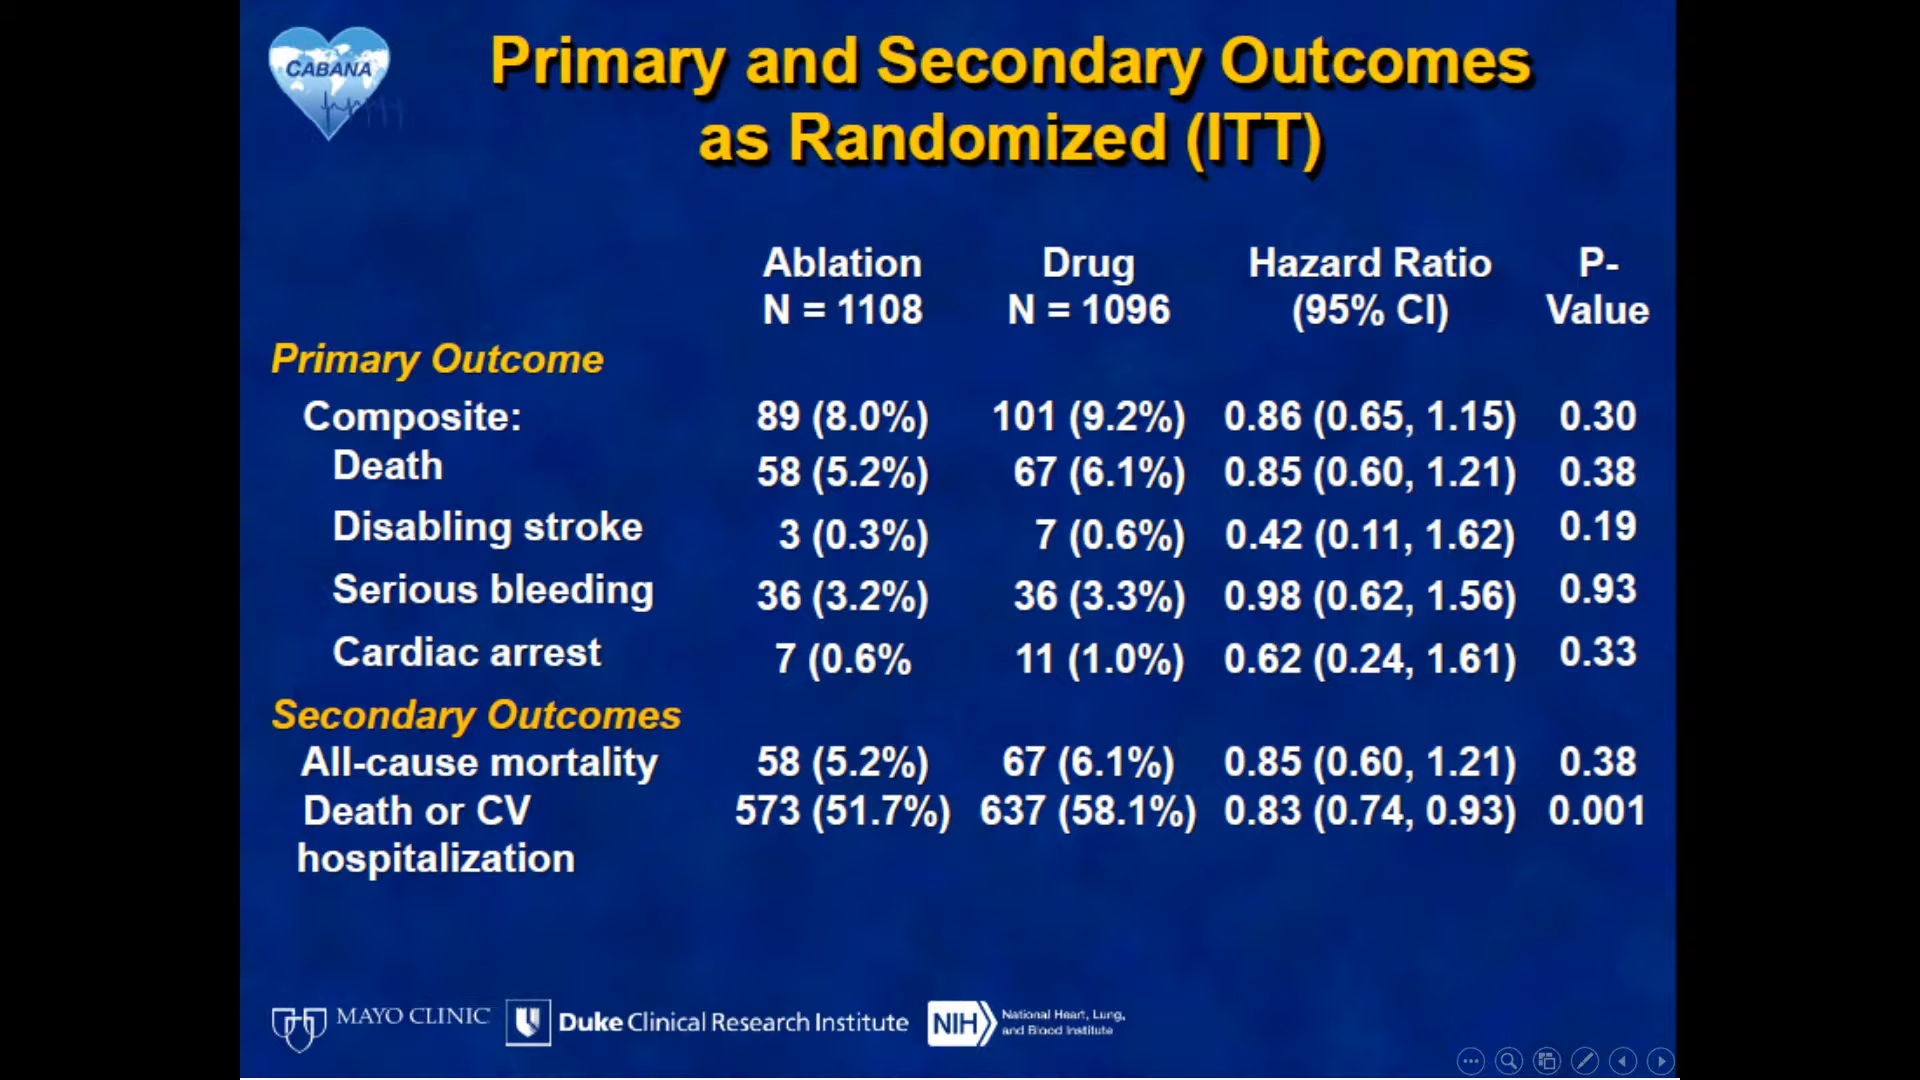 CABANA
Primary and Secondary Outcomes
as Randomized (ITT)
Ablation Drug Hazard Ratio P-
N = 1108 N = 1096 (95% CI) Value
Primary Outcome
Composite: 89 (8.0%) 101 (9.2%) 0.86 (0.65, 1.15) 0.30
Death 58 (5.2%) 67 (6.1%) 0.85 (0.60, 1.21) 0.38
Disabling stroke 3 (0.3%) 7 (0.6%) 0.42 (0.11, 1.62) 0.19
Serious bleeding 36 (3.2%) 36 (3.3%) 0.98 (0.62, 1.56) 0.93
Cardiac arrest 7 (0.6% 11 (1.0%) 0.62 (0.24, 1.61) 0.33
Secondary Outcomes
All-cause mortality 58 (5.2%) 67 (6.1%) 0.85 (0.60, 1.21) 0.38
Death or CV 573 (51.7%) 637 (58.1%) 0.83 (0.74, 0.93) 0.001
hospitalization
MAYO CLINIC Duke Clinical Research Institute NIH National Heart, Lung,
and Blood Institute